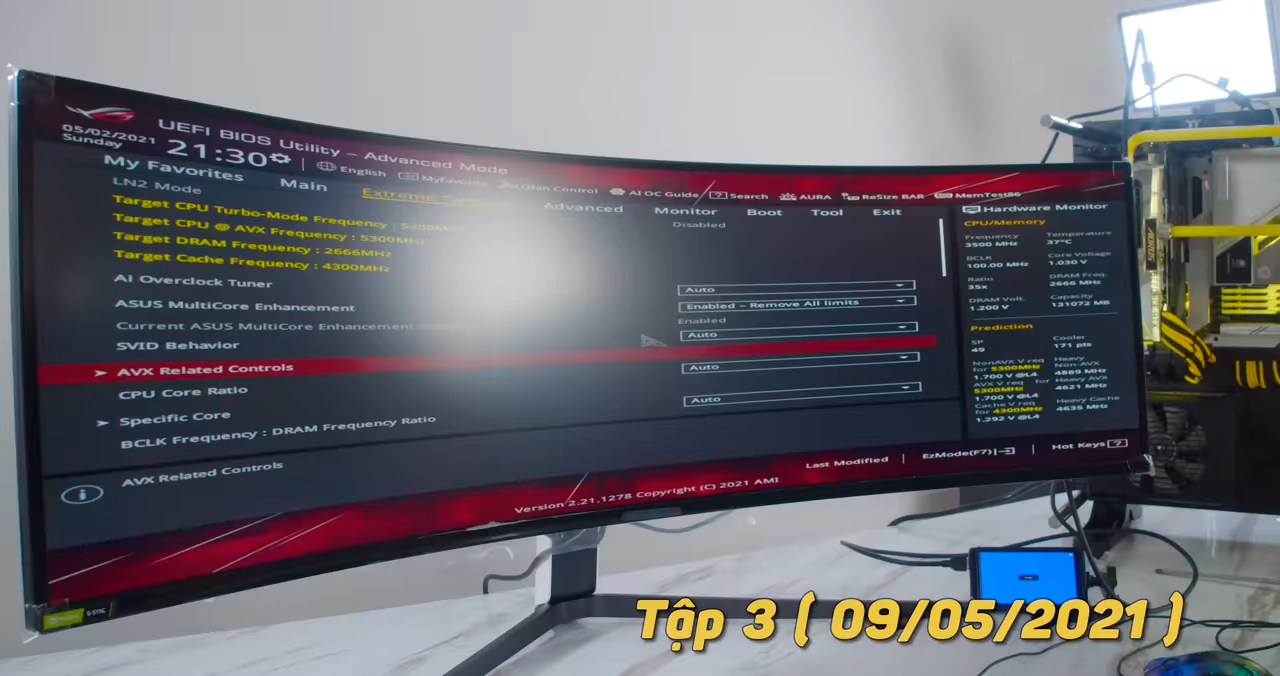 UEFI BIOS Utility – Advanced Mode
05/02/2021
Sunday
21:30
English
MyFavorite
AI OC Guide
Search
AURA
ReSize BAR
MemTest86
My Favorites
Main
Advanced
Monitor
Boot
Tool
Exit
LN2 Mode
Disabled
Target CPU Turbo-Mode Frequency : 5300MHz
Target CPU @ AVX Frequency : 5300MHz
Target DRAM Frequency : 2666MHz
Target Cache Frequency : 4300MHz
Ai Overclock Tuner
Auto
ASUS MultiCore Enhancement
Enabled – Remove All limits
Current ASUS MultiCore Enhancement
Enabled
SVID Behavior
Auto
AVX Related Controls
CPU Core Ratio
Auto
Specific Core
BCLK Frequency : DRAM Frequency Ratio
Auto
AVX Related Controls
Hardware Monitor
CPU/Memory
Frequency
3500 MHz
Temperature
37°C
BCLK
100.00 MHz
Core Voltage
1.030 V
Ratio
35x
DRAM Freq.
2666 MHz
DRAM Volt.
1.200 V
Capacity
131072 MB
Prediction
SP
49
Cooler
171 pts
NonAVX V req
for 5300MHz
1.700 V @L4
Heavy
Non-AVX
4889 MHz
AVX V req for
5300MHz
1.700 V @L4
Heavy AVX
4621 MHz
Cache V req
for 4300MHz
1.292 V @L4
Heavy Cache
4635 MHz
Last Modified
EzMode(F7)
Hot Keys ?
Version 2.21.1278 Copyright (C) 2021 AMI
G-SYNC
AORUS
Tập 3 ( 09/05/2021 )